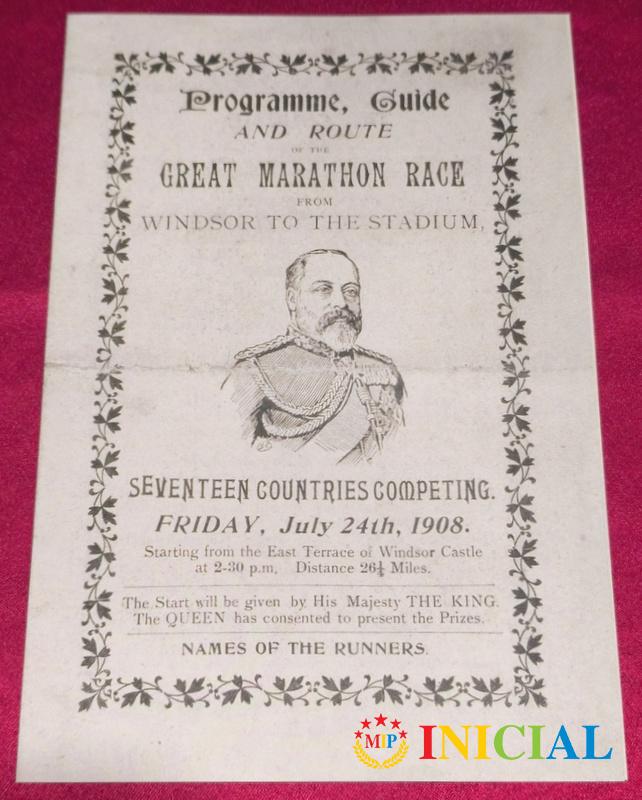 Programme, Guide
AND ROUTE
OF THE
GREAT MARATHON RACE
FROM
WINDSOR TO THE STADIUM,
SEVENTEEN COUNTRIES COMPETING.
FRIDAY, July 24th, 1908.
Starting from the East Terrace of Windsor Castle
at 2-30 p.m. Distance 26¼ Miles.
The Start will be given by His Majesty THE KING.
The QUEEN has consented to present the Prizes.
NAMES OF THE RUNNERS.
MIP INICIAL